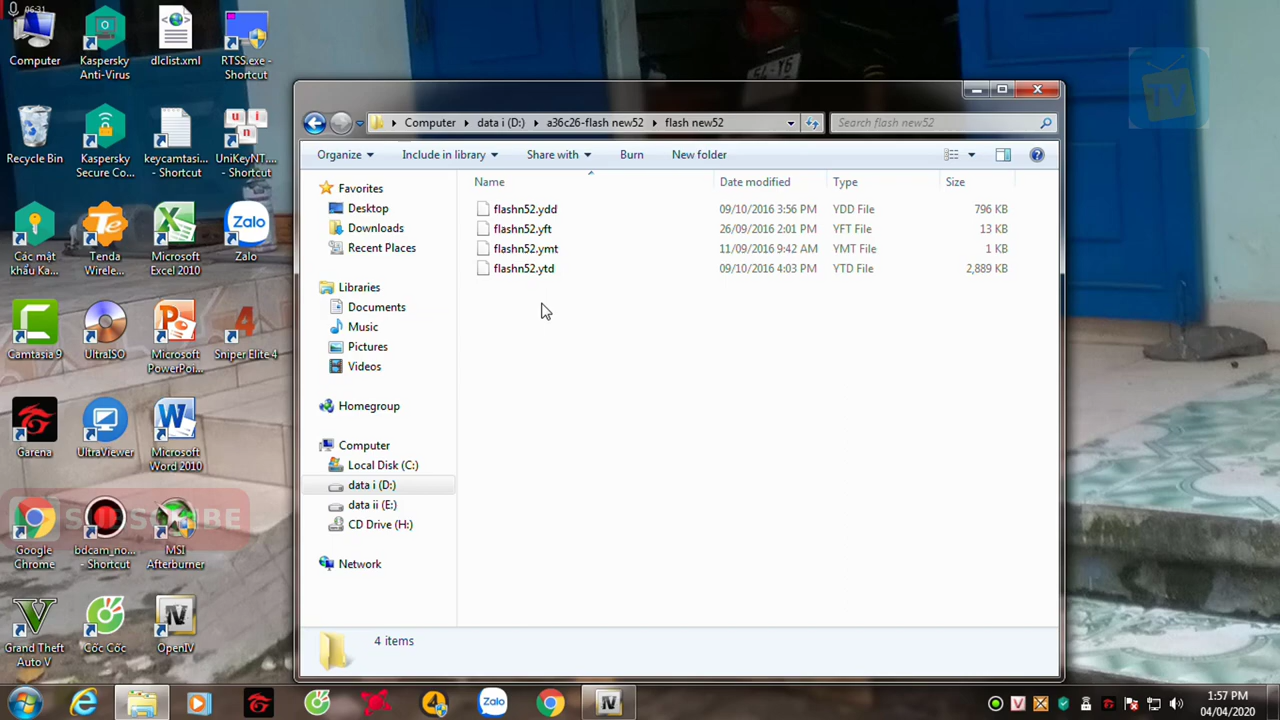 06:31
Computer
Kaspersky
Anti-Virus
dlclist.xml
RTSS.exe -
Shortcut
Recycle Bin
Kaspersky
Secure Co...
keycamtasi...
- Shortcut
UniKeyNT....
- Shortcut
Các mật
khẩu Ka...
Tenda
Wirele...
Microsoft
Excel 2010
Zalo
Zalo
Camtasia 9
UltraISO
Microsoft
PowerPoi...
Sniper Elite 4
Garena
UltraViewer
Microsoft
Word 2010
SUBSCRIBE
Google
Chrome
bdcam_no...
- Shortcut
MSI
Afterburner
Grand Theft
Auto V
Cốc Cốc
OpenIV
TV
Computer
data i (D:)
a36c26-flash new52
flash new52
Search flash new52
Organize
Include in library
Share with
Burn
New folder
Favorites
Desktop
Downloads
Recent Places
Libraries
Documents
Music
Pictures
Videos
Homegroup
Computer
Local Disk (C:)
data i (D:)
data ii (E:)
CD Drive (H:)
Network
Name Date modified Type Size
flashn52.ydd 09/10/2016 3:56 PM YDD File 796 KB
flashn52.yft 26/09/2016 2:01 PM YFT File 13 KB
flashn52.ymt 11/09/2016 9:42 AM YMT File 1 KB
flashn52.ytd 09/10/2016 4:03 PM YTD File 2,889 KB
4 items
Zalo
1:57 PM
04/04/2020